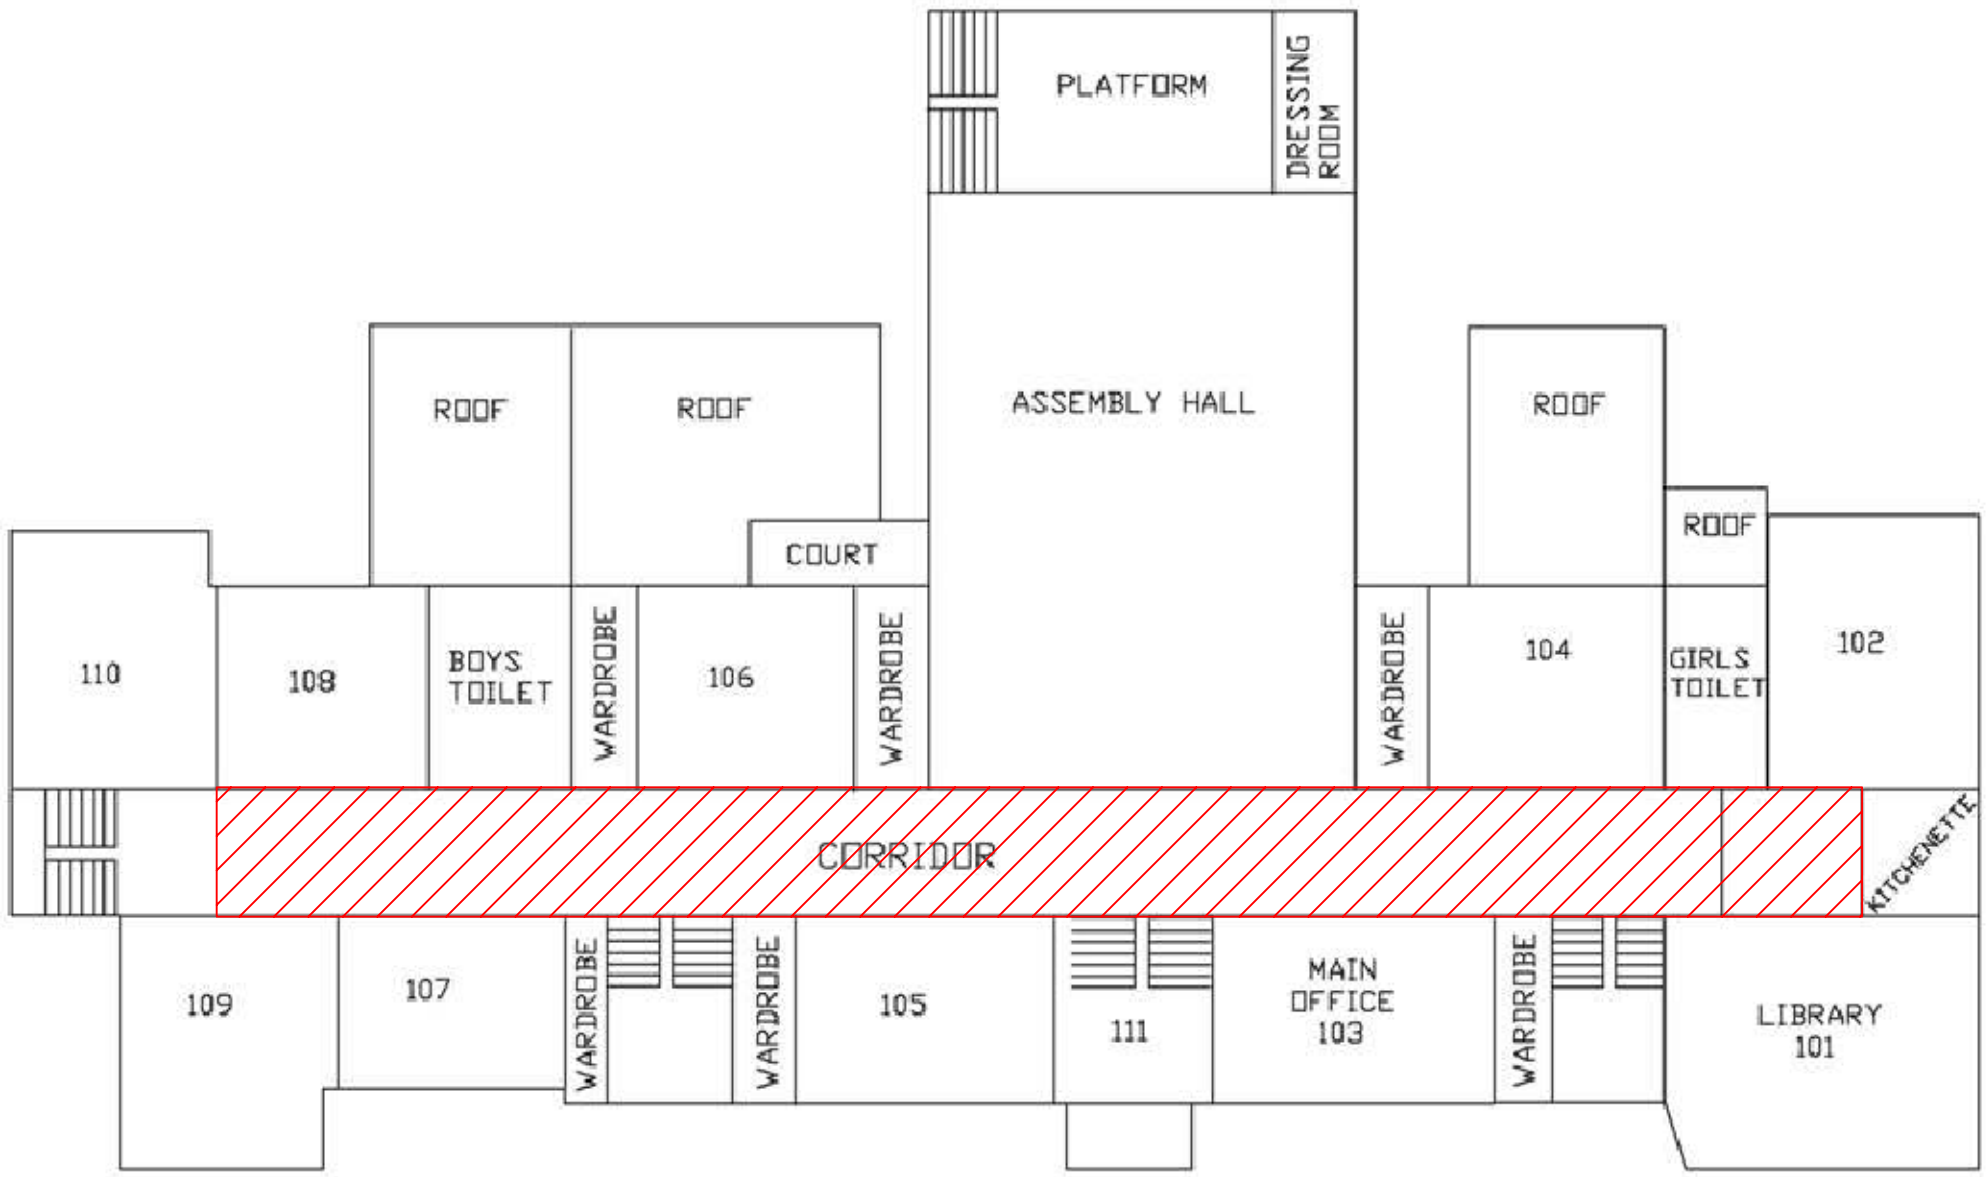 PLATFORM
DRESSING
ROOM
ROOF
ROOF
ASSEMBLY HALL
ROOF
ROOF
COURT
110
108
BOYS
TOILET
WARDROBE
106
WARDROBE
WARDROBE
104
GIRLS
TOILET
102
CORRIDOR
KITCHENETTE
109
107
WARDROBE
WARDROBE
105
111
MAIN
OFFICE
103
WARDROBE
LIBRARY
101